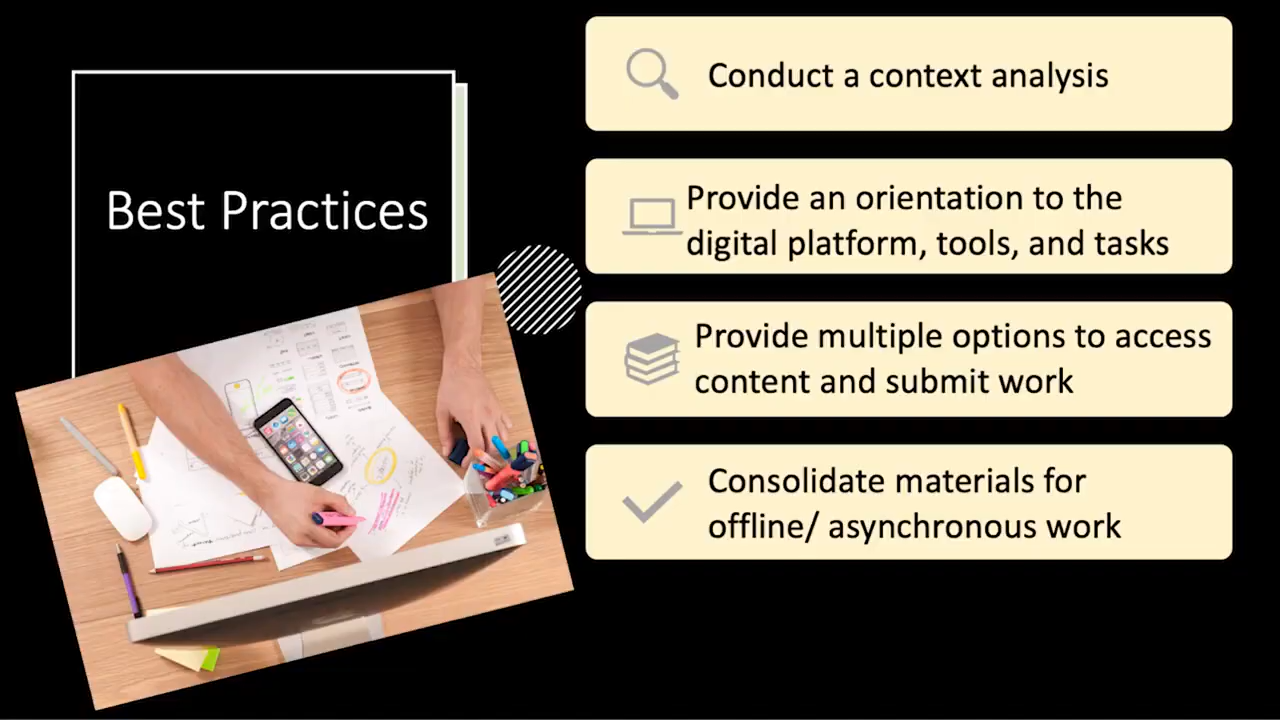 Best Practices
Conduct a context analysis
Provide an orientation to the
digital platform, tools, and tasks
Provide multiple options to access
content and submit work
Consolidate materials for
offline/ asynchronous work